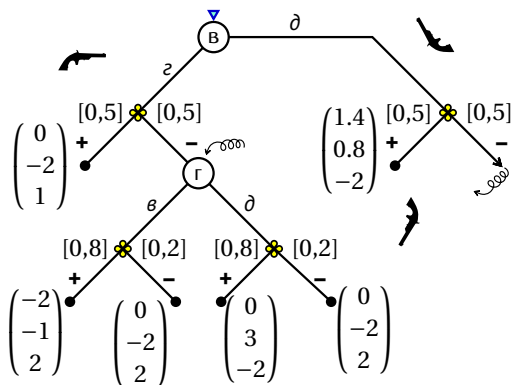 в
д
г
[0,5] [0,5]
[0,5] [0,5]
+ −
+ −
(0 −2 1)
(1.4 0.8 −2)
г
в
д
[0,8] [0,2]
[0,8] [0,2]
+ −
+ −
(−2 −1 2)
(0 −2 2)
(0 3 −2)
(0 −2 2)